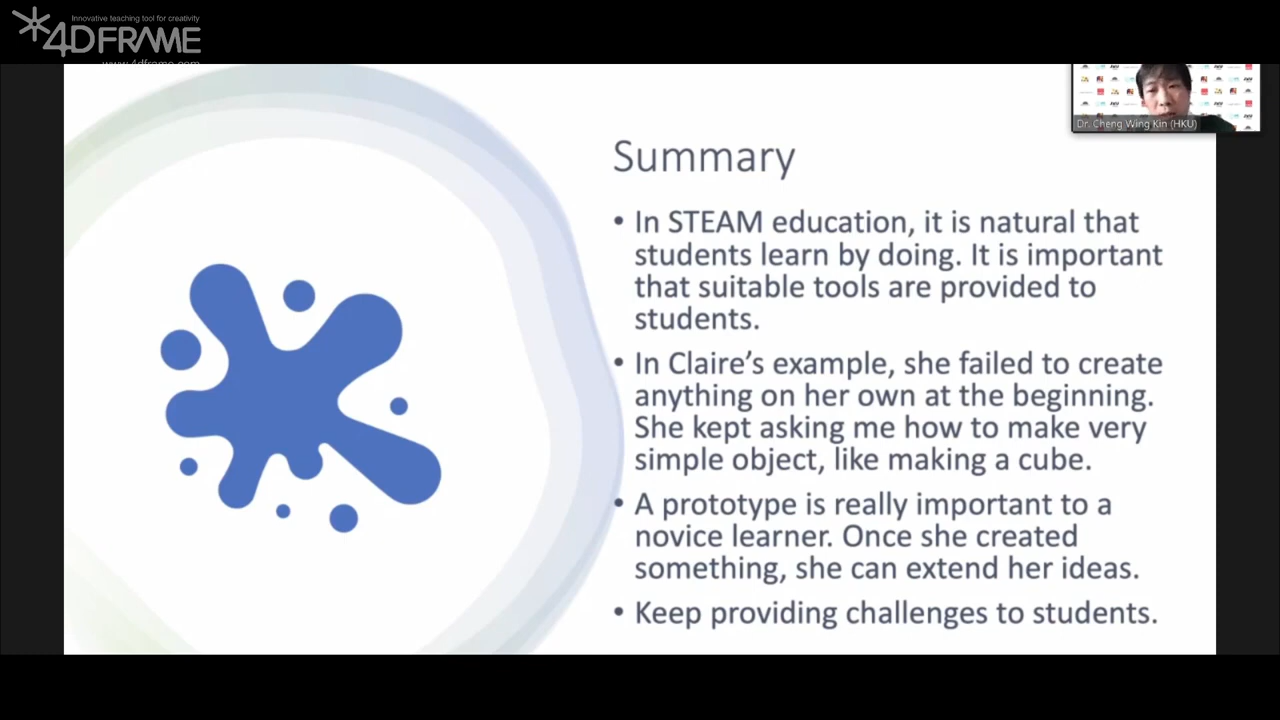 Innovative teaching tool for creativity
4DFRAME
www.4dframe.com
Dr. Cheng Wing Kin (HKU)
Summary
• In STEAM education, it is natural that
students learn by doing. It is important
that suitable tools are provided to
students.
• In Claire’s example, she failed to create
anything on her own at the beginning.
She kept asking me how to make very
simple object, like making a cube.
• A prototype is really important to a
novice learner. Once she created
something, she can extend her ideas.
• Keep providing challenges to students.